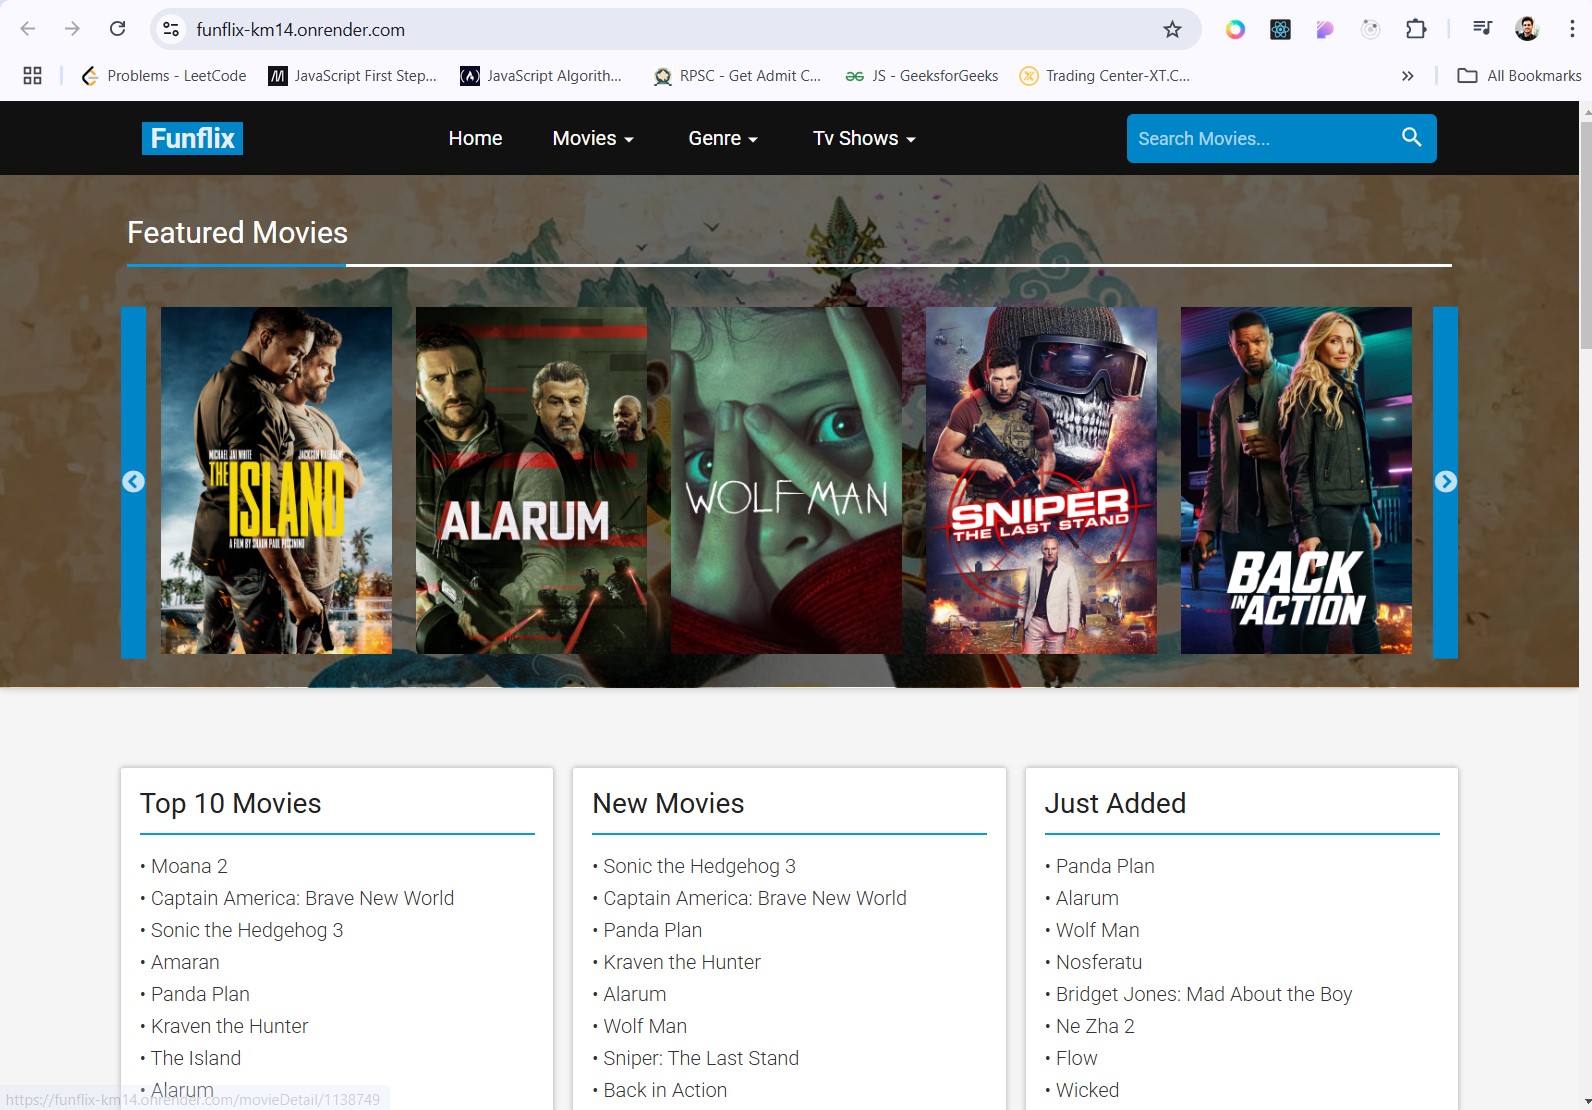 funflix-km14.onrender.com
Problems - LeetCode
JavaScript First Step...
JavaScript Algorith...
RPSC - Get Admit C...
JS - GeeksforGeeks
Trading Center-XT.C...
All Bookmarks
Funflix
Home
Movies
Genre
Tv Shows
Search Movies...
Featured Movies
MICHAEL JAI WHITE
THE
ISLAND
A FILM BY SHAUN PAUL PICCININO
ALARUM
WOLF MAN
SNIPER
THE LAST STAND
BACK
IN ACTION
Top 10 Movies
• Moana 2
• Captain America: Brave New World
• Sonic the Hedgehog 3
• Amaran
• Panda Plan
• Kraven the Hunter
• The Island
• Alarum
New Movies
• Sonic the Hedgehog 3
• Captain America: Brave New World
• Panda Plan
• Kraven the Hunter
• Alarum
• Wolf Man
• Sniper: The Last Stand
• Back in Action
Just Added
• Panda Plan
• Alarum
• Wolf Man
• Nosferatu
• Bridget Jones: Mad About the Boy
• Ne Zha 2
• Flow
• Wicked
https://funflix-km14.onrender.com/movieDetail/1138749